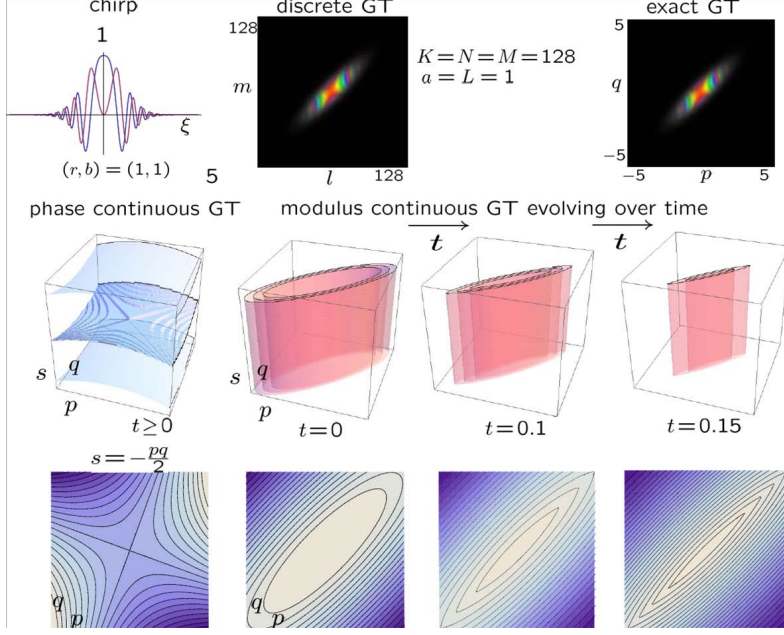 chirp
discrete GT
exact GT
1
128
m
K=N=M=128
a=L=1
5
q
ξ
(r,b)=(1,1)
5
l
128
-5
-5
p
5
phase continuous GT
modulus continuous GT evolving over time
t
t
s
q
p
t≥0
s
q
p
t=0
t=0.1
t=0.15
s=-pq/2
q
p
q
p